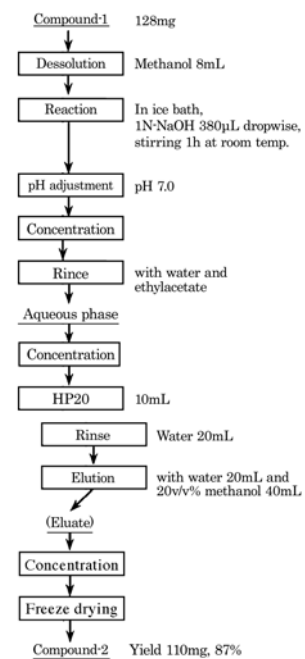 Compound-1 128mg
Dessolution Methanol 8mL
Reaction In ice bath,
1N-NaOH 380μL dropwise,
stirring 1h at room temp.
pH adjustment pH 7.0
Concentration
Rince with water and
ethylacetate
Aqueous phase
Concentration
HP20 10mL
Rinse Water 20mL
Elution with water 20mL and
20v/v% methanol 40mL
(Eluate)
Concentration
Freeze drying
Compound-2 Yield 110mg, 87%